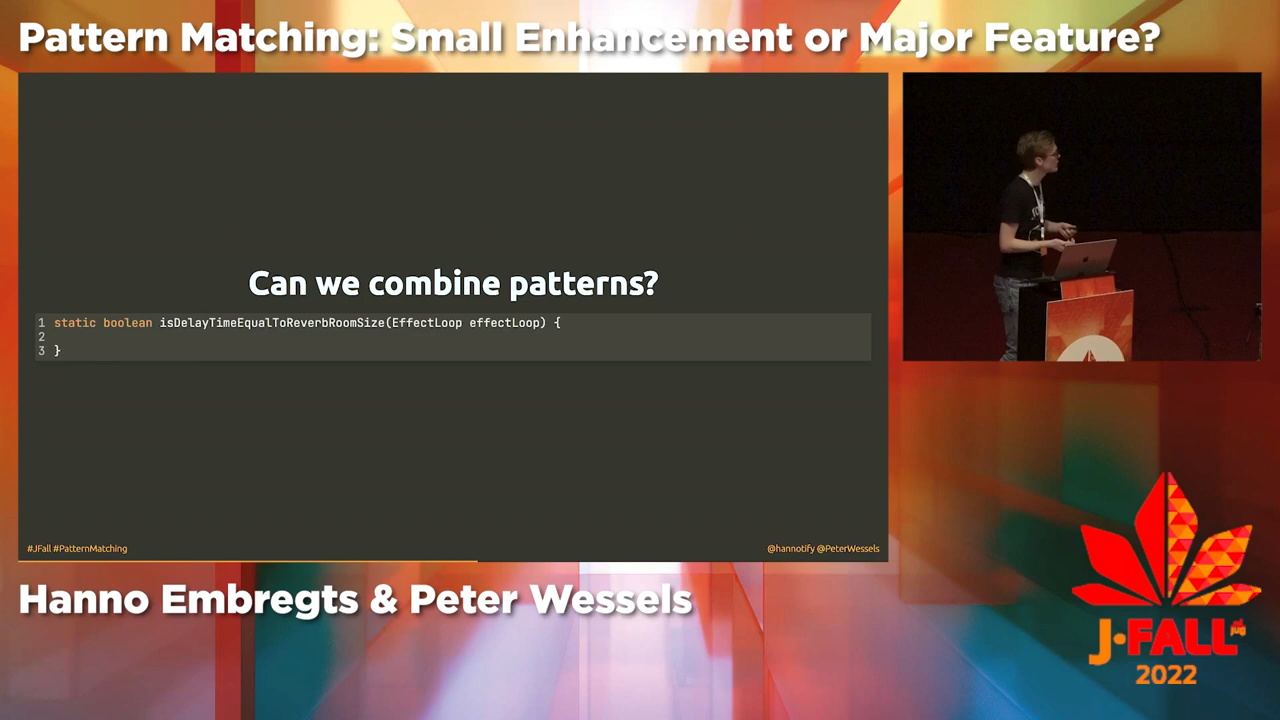 Pattern Matching: Small Enhancement or Major Feature?
Can we combine patterns?
1 static boolean isDelayTimeEqualToReverbRoomSize(EffectLoop effectLoop) {
2
3 }
#JFall #PatternMatching
@hannotify @PeterWessels
Hanno Embregts & Peter Wessels
J•FALL
nljug
2022